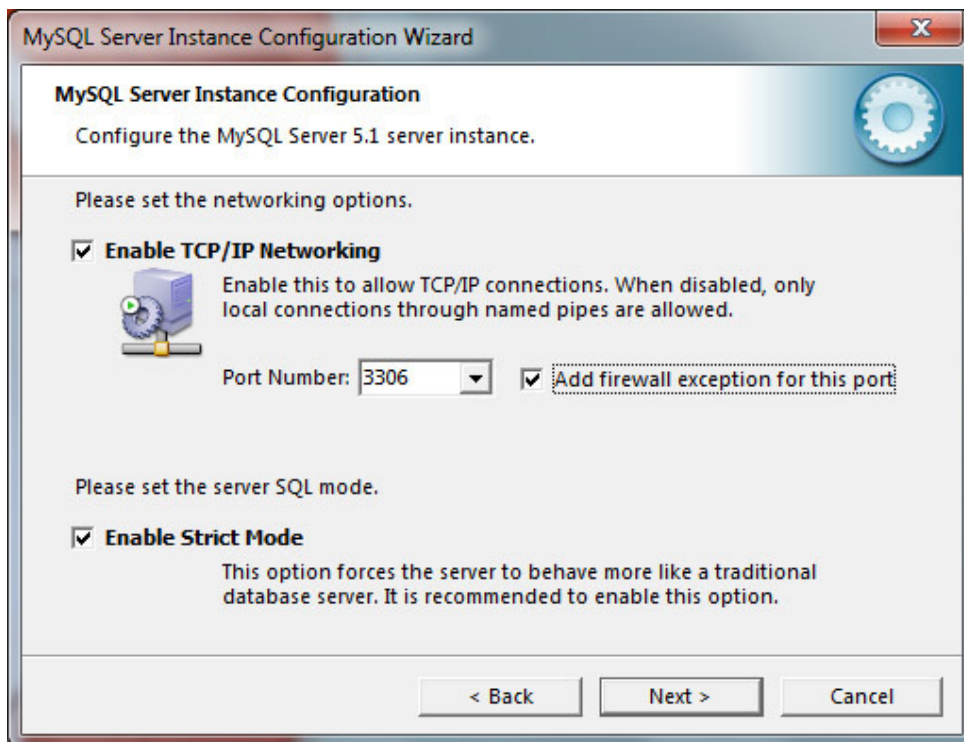 MySQL Server Instance Configuration Wizard
MySQL Server Instance Configuration
Configure the MySQL Server 5.1 server instance.
Please set the networking options.
Enable TCP/IP Networking
Enable this to allow TCP/IP connections. When disabled, only
local connections through named pipes are allowed.
Port Number: 3306 Add firewall exception for this port
Please set the server SQL mode.
Enable Strict Mode
This option forces the server to behave more like a traditional
database server. It is recommended to enable this option.
< Back Next > Cancel